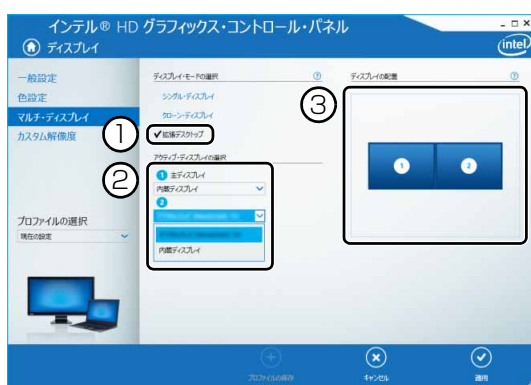 インテル® HD グラフィックス・コントロール・パネル
ディスプレイ
intel
一般設定
色設定
マルチ・ディスプレイ
カスタム解像度
プロファイルの選択
現在の設定
ディスプレイ・モードの選択
シングル・ディスプレイ
クローン・ディスプレイ
① ✓拡張デスクトップ
アクティブ・ディスプレイの選択
②
1 主ディスプレイ
内蔵ディスプレイ
2
内蔵ディスプレイ
③
ディスプレイの配置
1 2
プロファイルの保存
キャンセル
適用